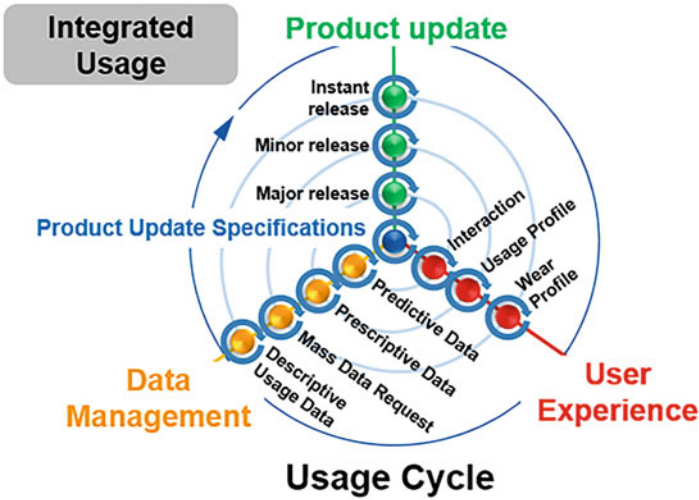 Integrated
Usage
Product update
Instant
release
Minor release
Major release
Product Update Specifications
Interaction
Usage Profile
Wear
Profile
Predictive Data
Prescriptive Data
Mass Data Request
Descriptive
Usage Data
Data
Management
User
Experience
Usage Cycle